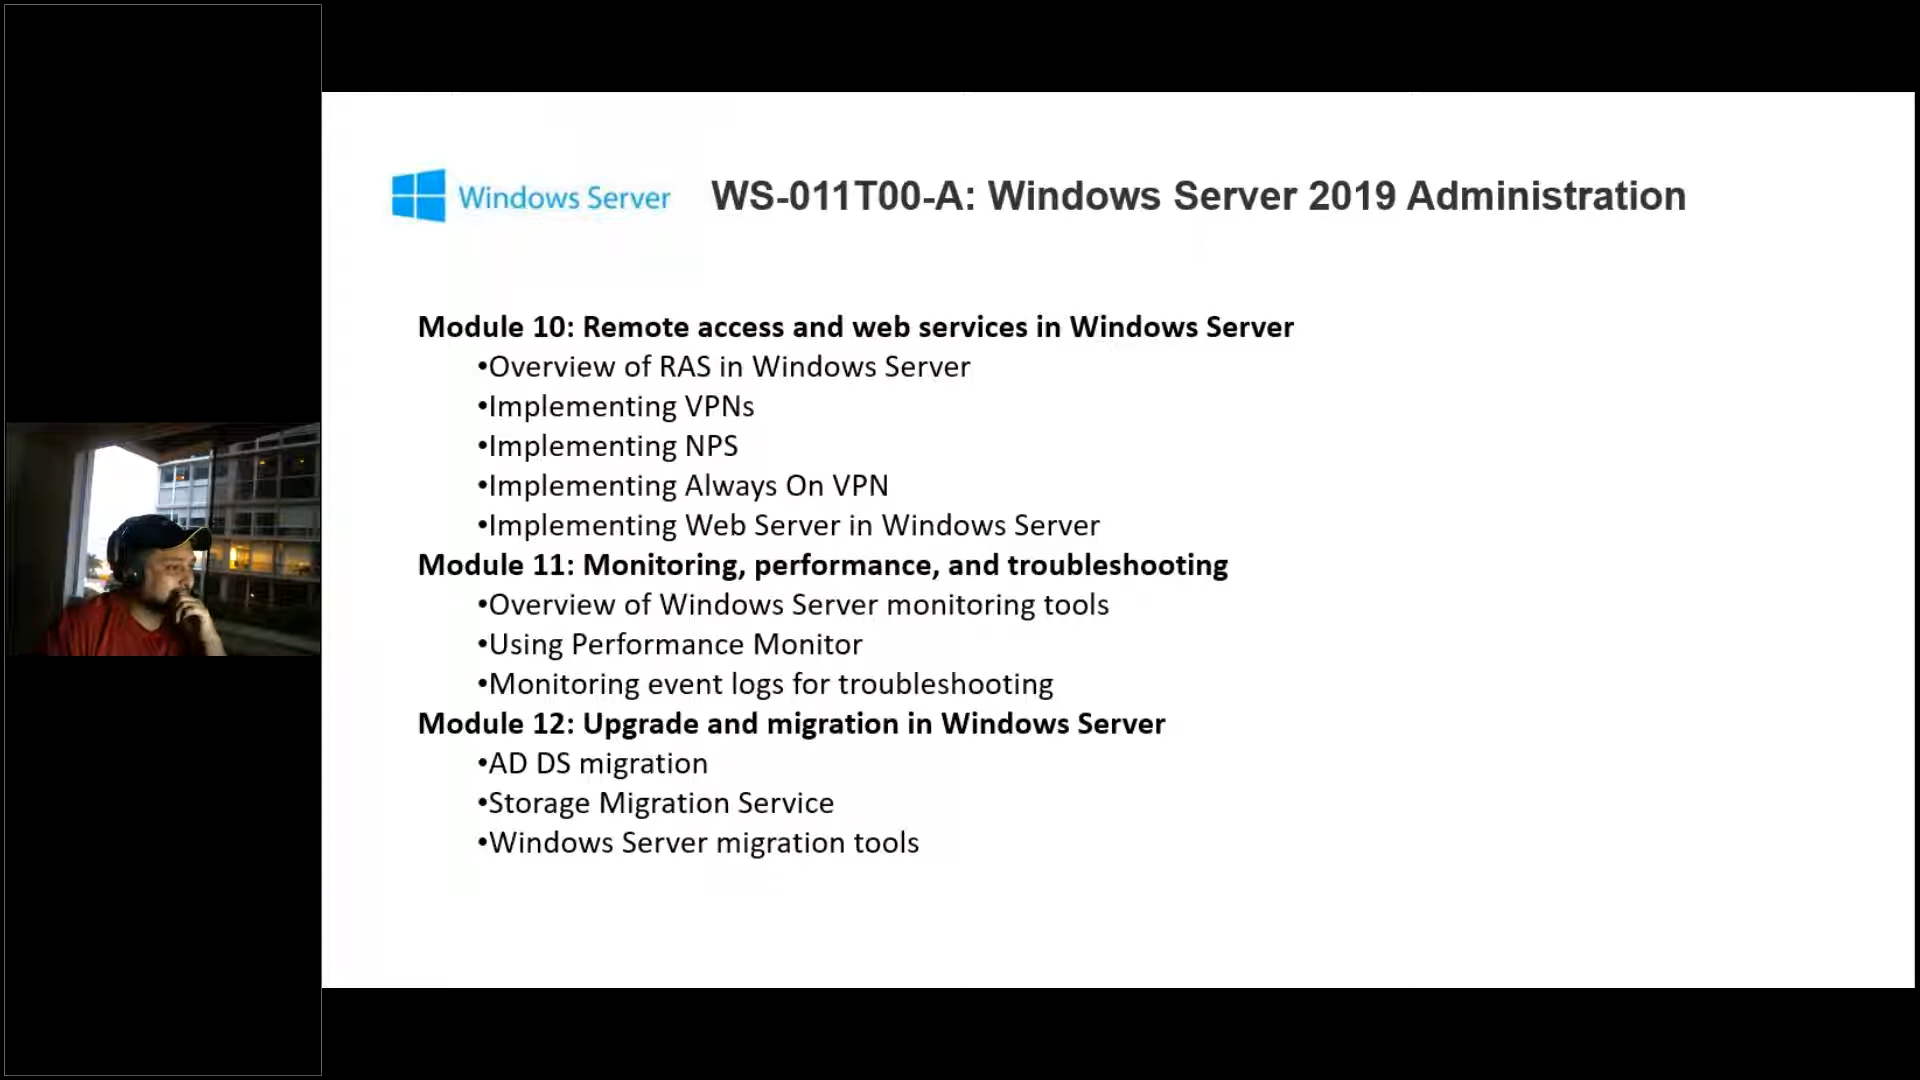 Windows Server
WS-011T00-A: Windows Server 2019 Administration
Module 10: Remote access and web services in Windows Server
•Overview of RAS in Windows Server
•Implementing VPNs
•Implementing NPS
•Implementing Always On VPN
•Implementing Web Server in Windows Server
Module 11: Monitoring, performance, and troubleshooting
•Overview of Windows Server monitoring tools
•Using Performance Monitor
•Monitoring event logs for troubleshooting
Module 12: Upgrade and migration in Windows Server
•AD DS migration
•Storage Migration Service
•Windows Server migration tools